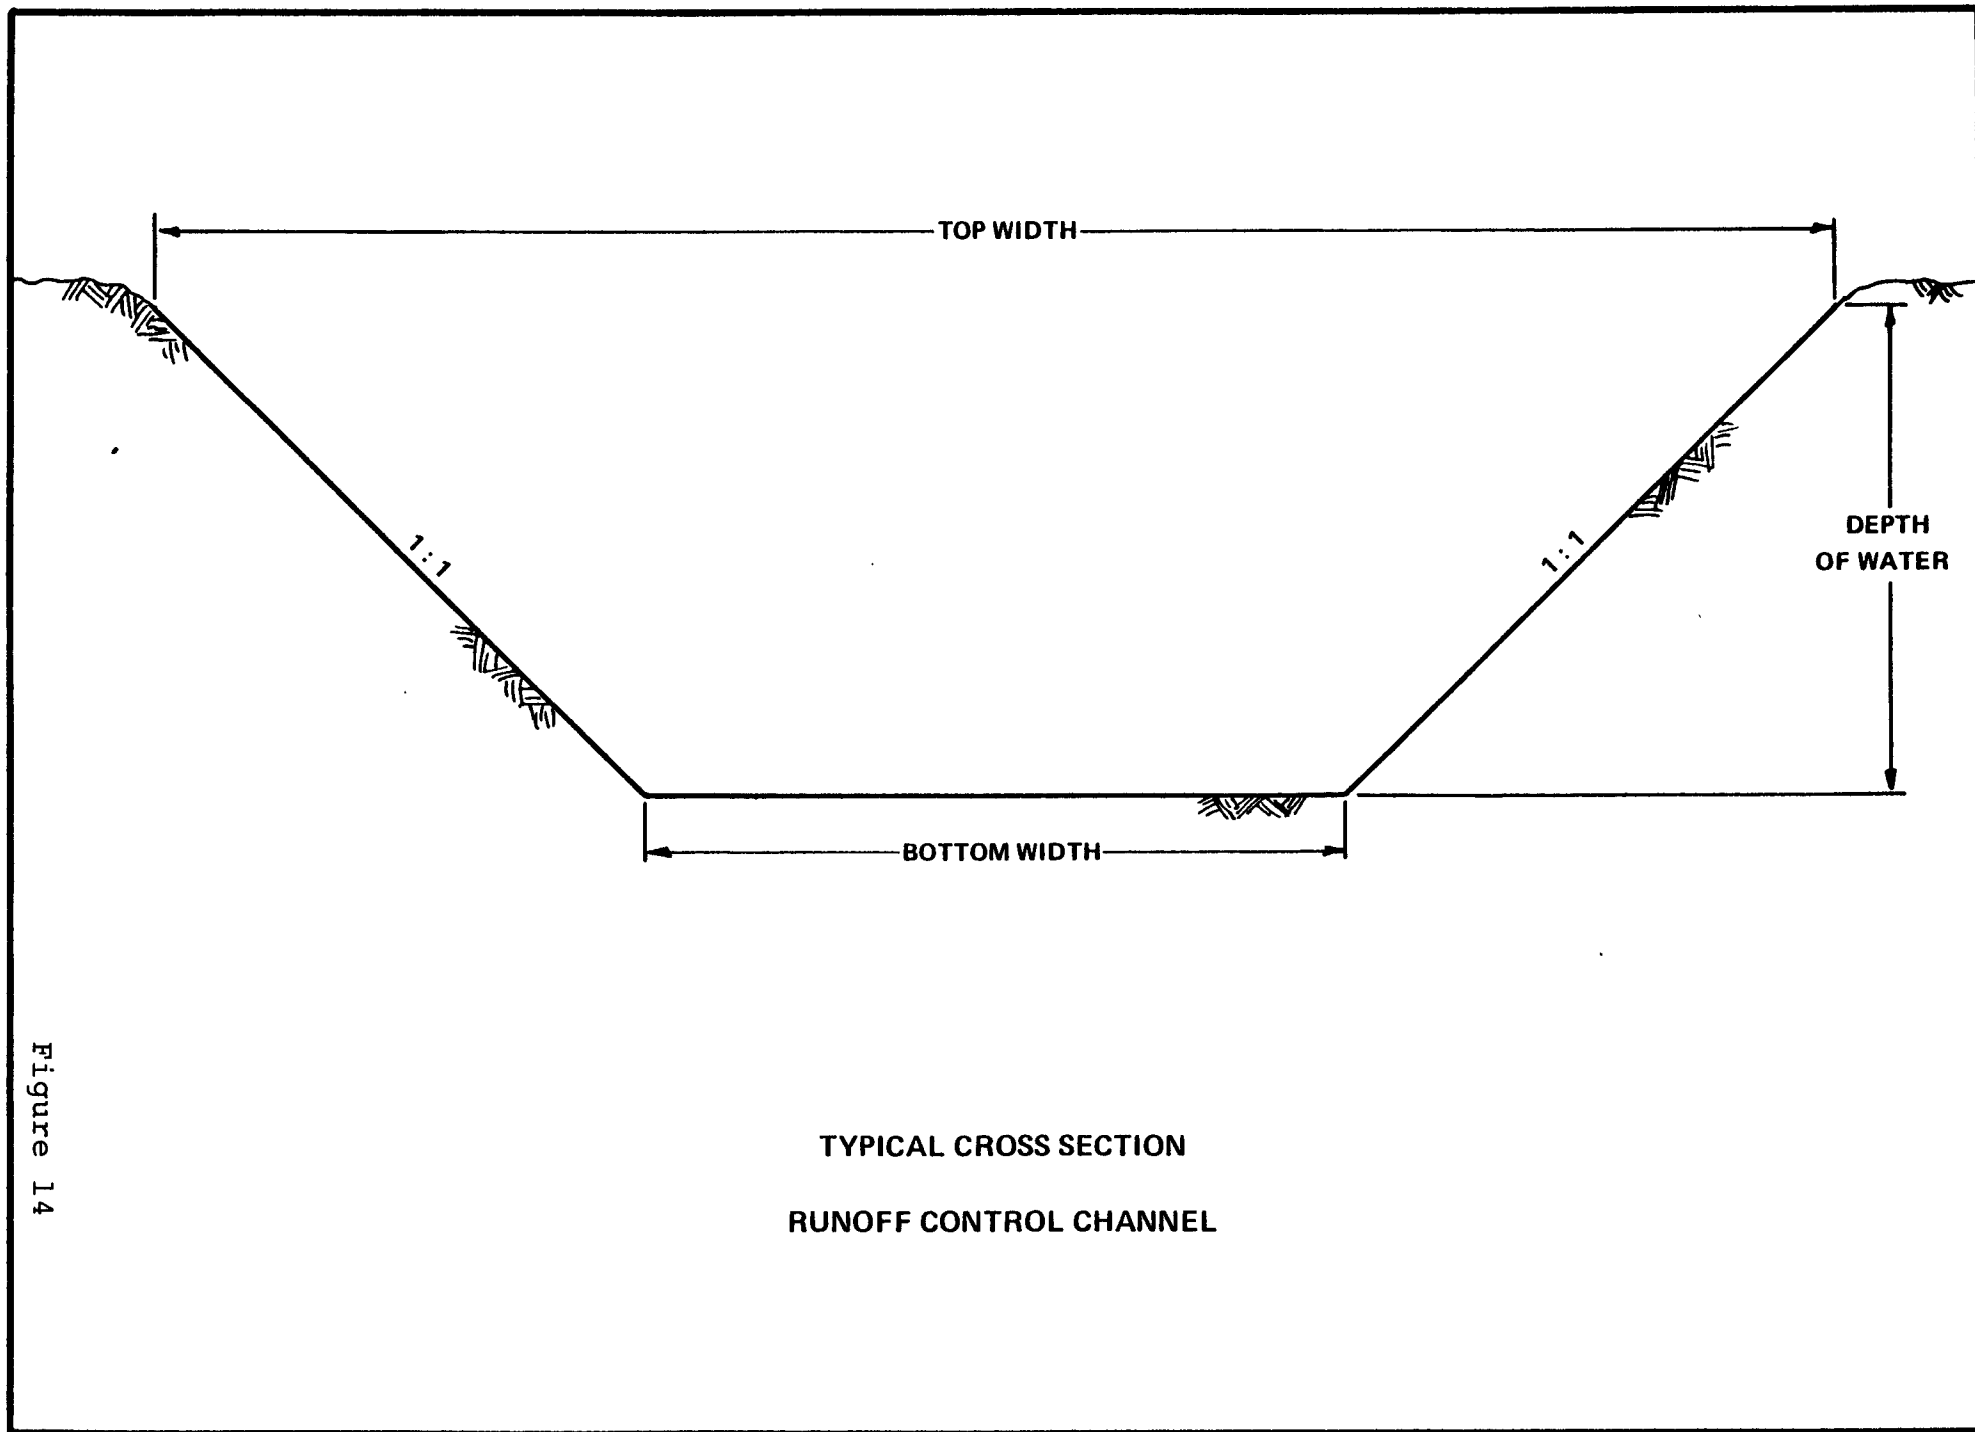 TOP WIDTH
1:1
1:1
DEPTH
OF WATER
BOTTOM WIDTH
TYPICAL CROSS SECTION
RUNOFF CONTROL CHANNEL
Figure 14